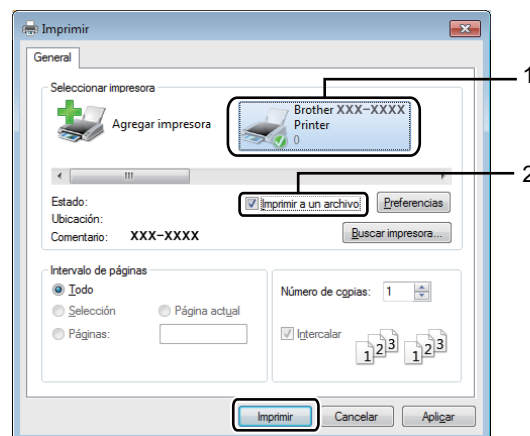 Imprimir
General
Seleccionar impresora
Agregar impresora
Brother XXX-XXXX
Printer
0
1
2
Estado:
Imprimir a un archivo
Preferencias
Ubicación:
Comentario: XXX-XXXX
Buscar impresora...
Intervalo de páginas
Todo
Selección
Página actual
Páginas:
Número de copias: 1
Intercalar
1 2 3 1 2 3
Imprimir
Cancelar
Aplicar